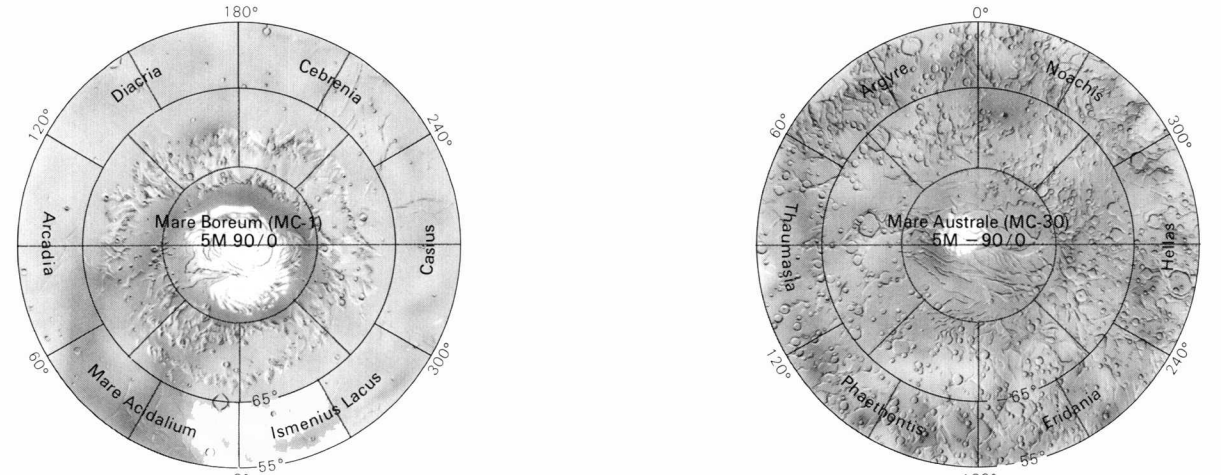 180°
Diacria
Cebrenia
120°
240°
Arcadia
Mare Boreum (MC-1)
5M 90/0
Casius
60°
300°
Mare Acidalium
65°
Ismenius Lacus
55°
0°
Argyre
Noachis
60°
300°
Thaumasia
Mare Australe (MC-30)
5M −90/0
Hellas
120°
240°
Phaethontis
−65°
Eridania
−55°